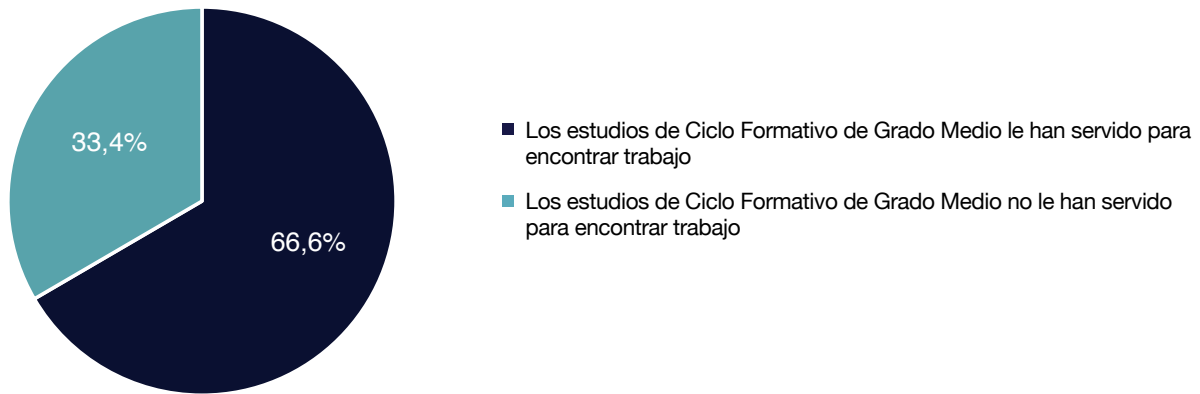 33,4%
66,6%
Los estudios de Ciclo Formativo de Grado Medio le han servido para
encontrar trabajo
Los estudios de Ciclo Formativo de Grado Medio no le han servido
para encontrar trabajo